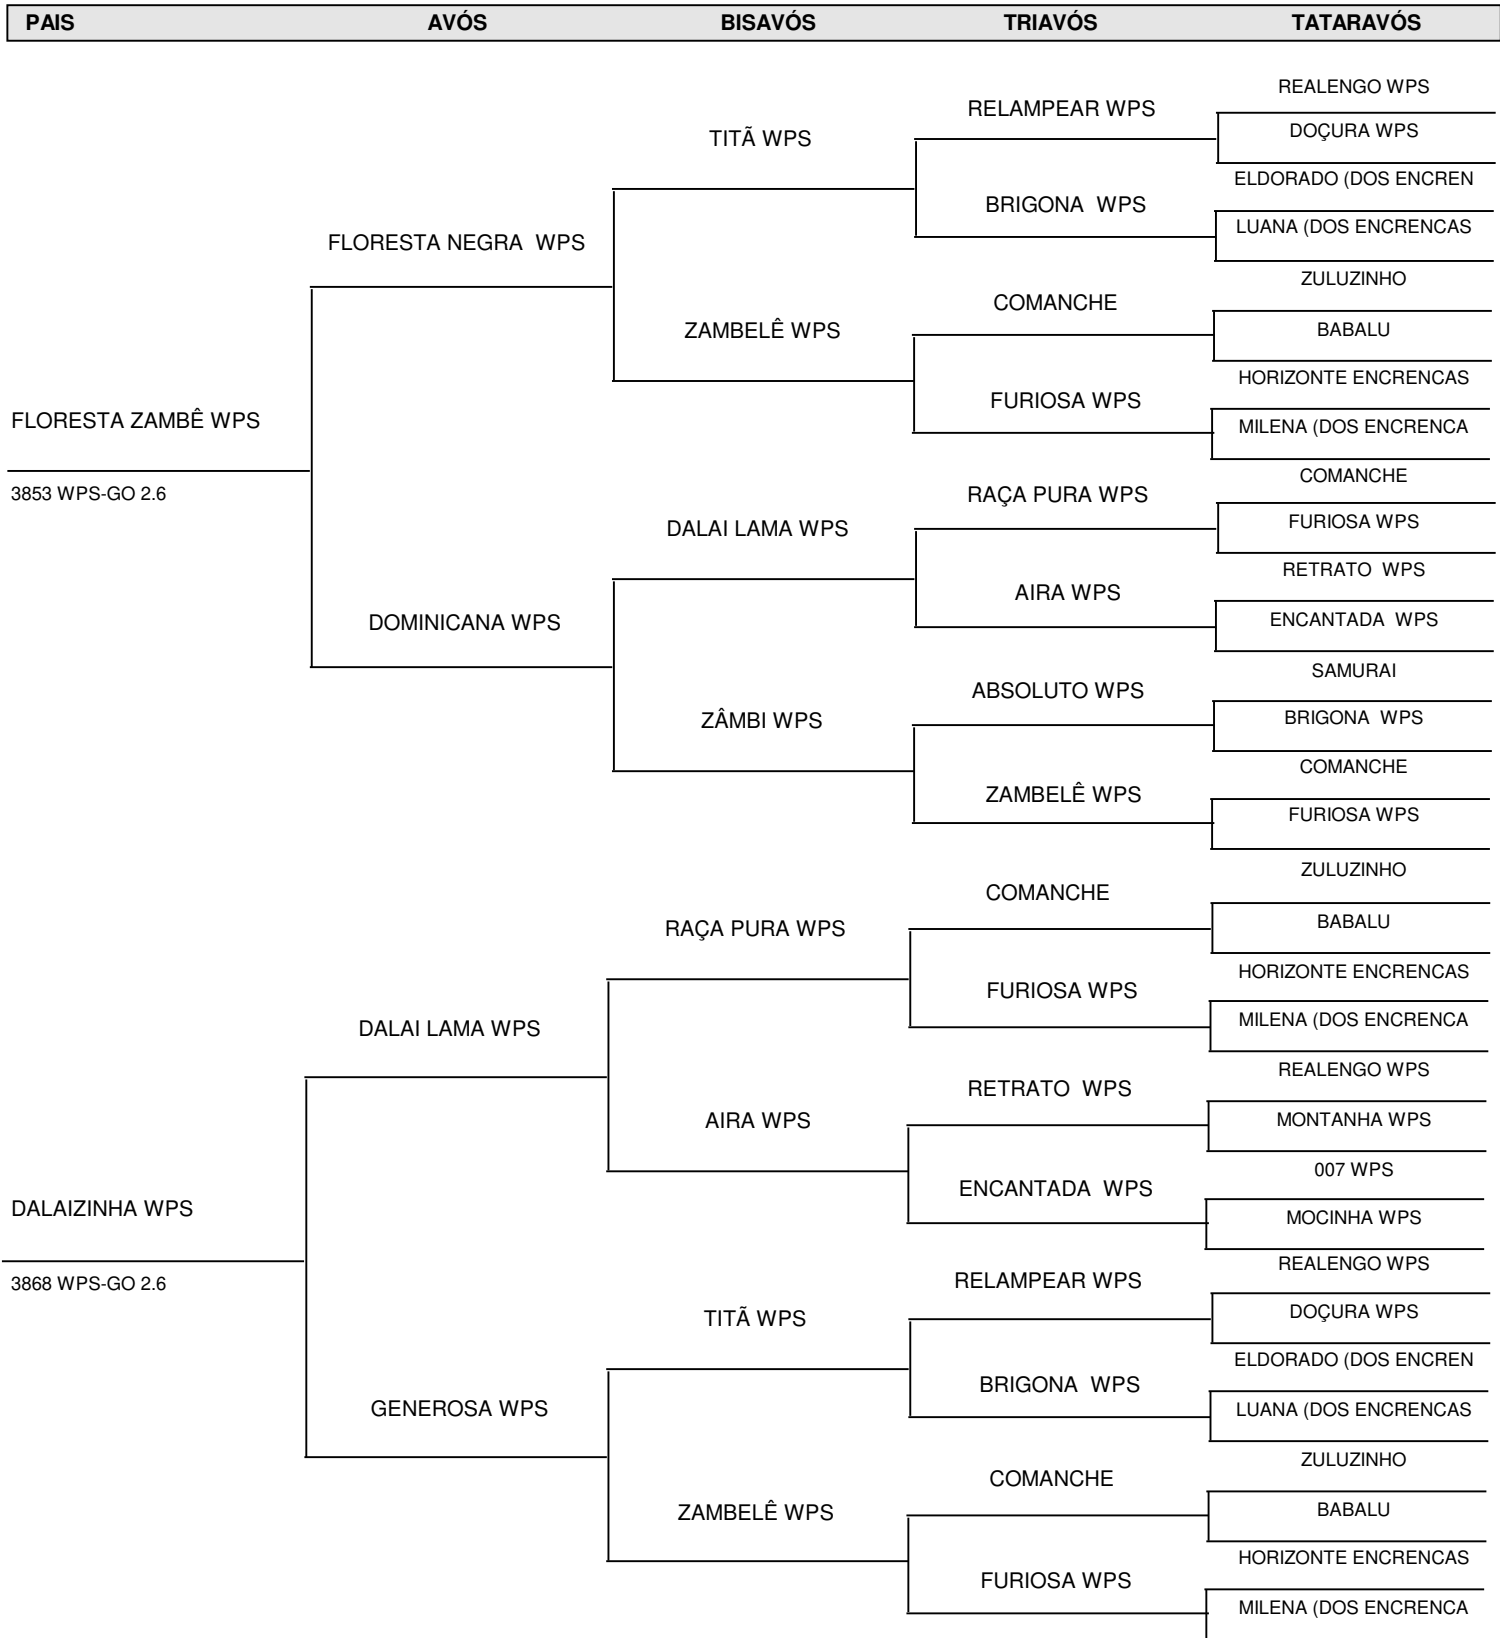 PAIS AVÓS BISAVÓS TRIAVÓS TATARAVÓS
REALENGO WPS
RELAMPEAR WPS
DOÇURA WPS
TITÃ WPS
ELDORADO (DOS ENCREN
BRIGONA WPS
LUANA (DOS ENCRENCAS
FLORESTA NEGRA WPS
ZULUZINHO
COMANCHE
BABALU
ZAMBELÊ WPS
HORIZONTE ENCRENCAS
FURIOSA WPS
FLORESTA ZAMBÊ WPS
MILENA (DOS ENCRENCA
COMANCHE
3853 WPS-GO 2.6
RAÇA PURA WPS
FURIOSA WPS
DALAI LAMA WPS
RETRATO WPS
AIRA WPS
ENCANTADA WPS
DOMINICANA WPS
SAMURAI
ABSOLUTO WPS
BRIGONA WPS
ZÂMBI WPS
COMANCHE
ZAMBELÊ WPS
FURIOSA WPS
ZULUZINHO
COMANCHE
BABALU
RAÇA PURA WPS
HORIZONTE ENCRENCAS
FURIOSA WPS
MILENA (DOS ENCRENCA
DALAI LAMA WPS
REALENGO WPS
RETRATO WPS
MONTANHA WPS
AIRA WPS
007 WPS
ENCANTADA WPS
DALAIZINHA WPS
MOCINHA WPS
REALENGO WPS
3868 WPS-GO 2.6
RELAMPEAR WPS
DOÇURA WPS
TITÃ WPS
ELDORADO (DOS ENCREN
BRIGONA WPS
GENEROSA WPS
LUANA (DOS ENCRENCAS
ZULUZINHO
COMANCHE
BABALU
ZAMBELÊ WPS
HORIZONTE ENCRENCAS
FURIOSA WPS
MILENA (DOS ENCRENCA